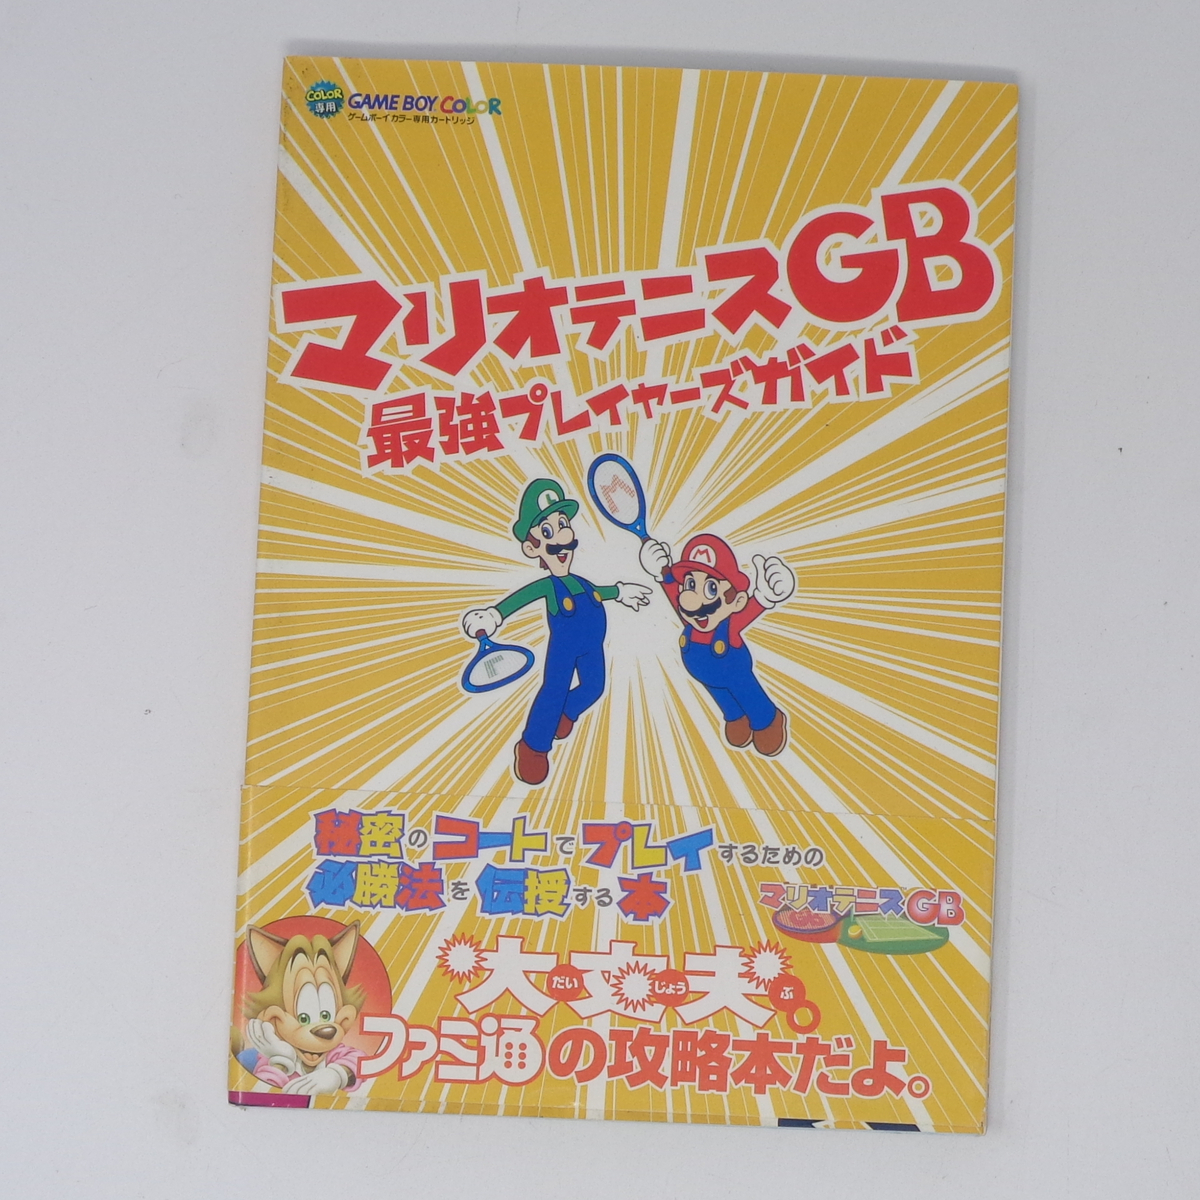 COLOR
専用
GAME BOY COLOR
ゲームボーイカラー専用カートリッジ
マリオテニスGB
最強プレイヤーズガイド
L
M
秘密のコートでプレイするための
必勝法を伝授する本
マリオテニスGB
大丈夫。
だい じょう ぶ
ファミ通の攻略本だよ。